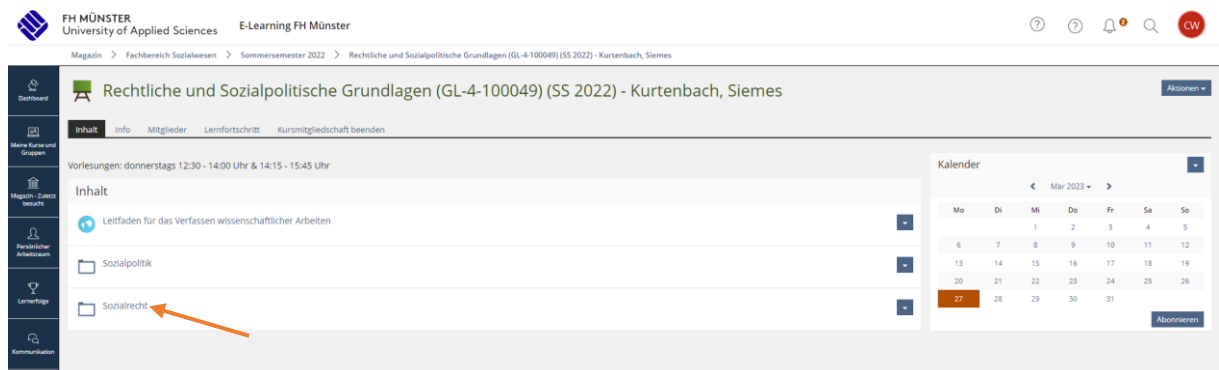 FH MÜNSTER
University of Applied Sciences
E-Learning FH Münster
2
CW
Magazin > Fachbereich Sozialwesen > Sommersemester 2022 > Rechtliche und Sozialpolitische Grundlagen (GL-4-100049) (SS 2022) - Kurtenbach, Siemes
Dashboard
Meine Kurse und
Gruppen
Magazin - Zuletzt
besucht
Persönlicher
Arbeitsraum
Lernerfolge
Kommunikation
Rechtliche und Sozialpolitische Grundlagen (GL-4-100049) (SS 2022) - Kurtenbach, Siemes
Aktionen
Inhalt Info Mitglieder Lernfortschritt Kursmitgliedschaft beenden
Vorlesungen: donnerstags 12:30 - 14:00 Uhr & 14:15 - 15:45 Uhr
Inhalt
Leitfaden für das Verfassen wissenschaftlicher Arbeiten
Sozialpolitik
Sozialrecht
Kalender
Mär 2023
Mo Di Mi Do Fr Sa So
1 2 3 4 5
6 7 8 9 10 11 12
13 14 15 16 17 18 19
20 21 22 23 24 25 26
27 28 29 30 31
Abonnieren